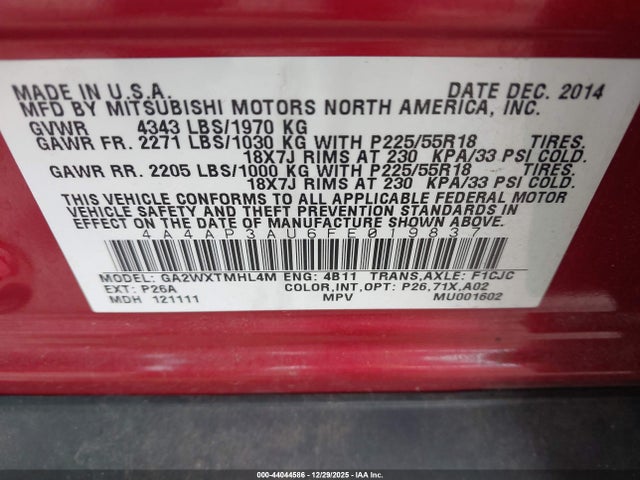 MADE IN U.S.A. DATE DEC. 2014
MFD BY MITSUBISHI MOTORS NORTH AMERICA, INC.
GVWR 4343 LBS/1970 KG
GAWR FR. 2271 LBS/1030 KG WITH P225/55R18 TIRES.
18X7J RIMS AT 230 KPA/33 PSI COLD.
GAWR RR. 2205 LBS/1000 KG WITH P225/55R18 TIRES.
18X7J RIMS AT 230 KPA/33 PSI COLD.
THIS VEHICLE CONFORMS TO ALL APPLICABLE FEDERAL MOTOR
VEHICLE SAFETY AND THEFT PREVENTION STANDARDS IN
EFFECT ON THE DATE OF MANUFACTURE SHOWN ABOVE.
4A4AP3AU6FE019837
MODEL: GA2WXTMHL4M ENG: 4B11 TRANS,AXLE: F1CJC
EXT: P26A COLOR,INT,OPT: P26,71X,A02
MDH 121111 MPV MU001602
000-44044586 - 12/29/2025 - IAA Inc.